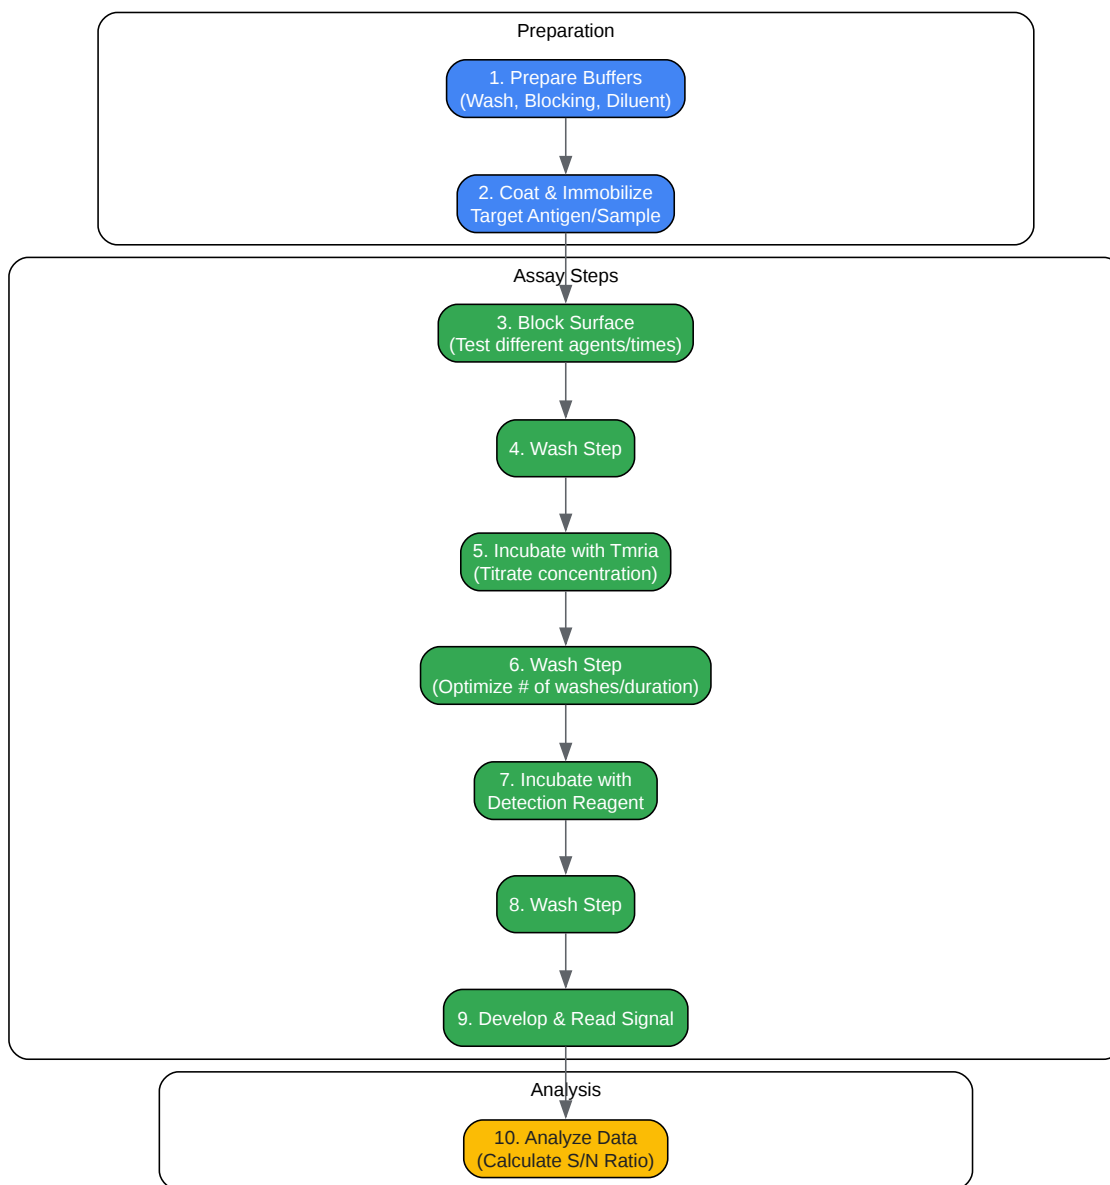 Preparation
1. Prepare Buffers
(Wash, Blocking, Diluent)
2. Coat & Immobilize
Target Antigen/Sample
Assay Steps
3. Block Surface
(Test different agents/times)
4. Wash Step
5. Incubate with Tmria
(Titrate concentration)
6. Wash Step
(Optimize # of washes/duration)
7. Incubate with
Detection Reagent
8. Wash Step
9. Develop & Read Signal
Analysis
10. Analyze Data
(Calculate S/N Ratio)